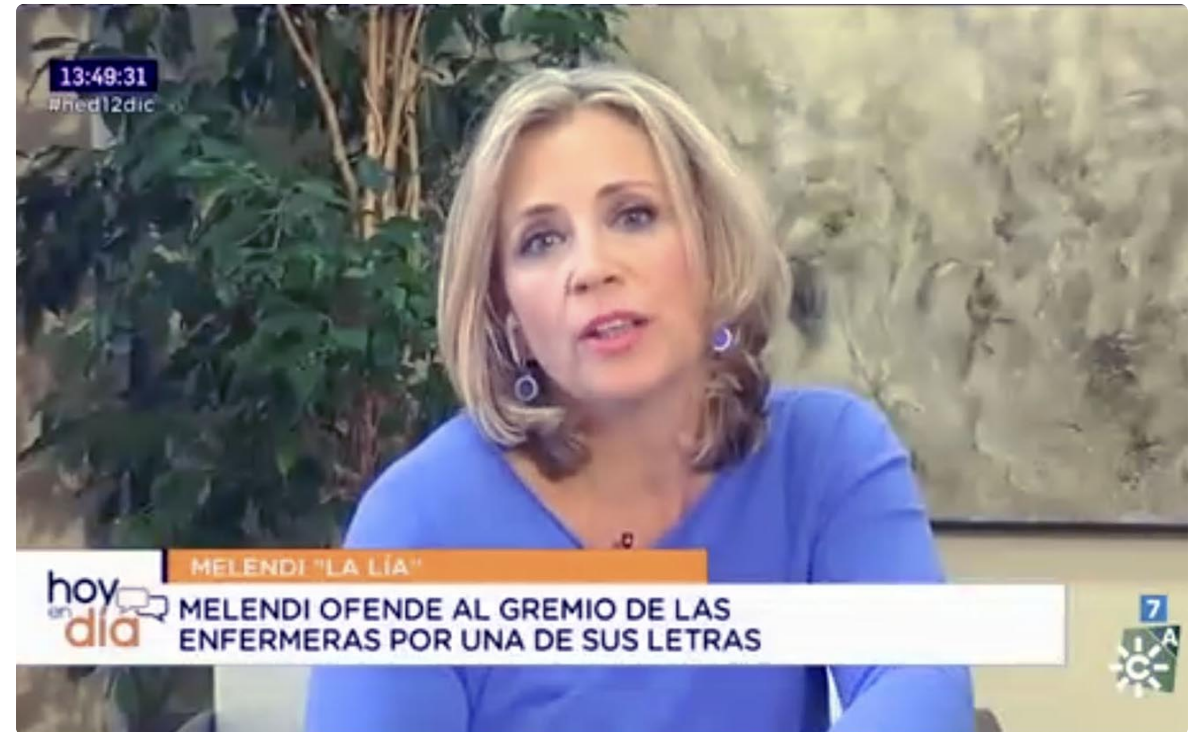 13:49:31
#hed12dic
MELENDI "LA LÍA"
hoy
en
día
MELENDI OFENDE AL GREMIO DE LAS
ENFERMERAS POR UNA DE SUS LETRAS
7
A
C